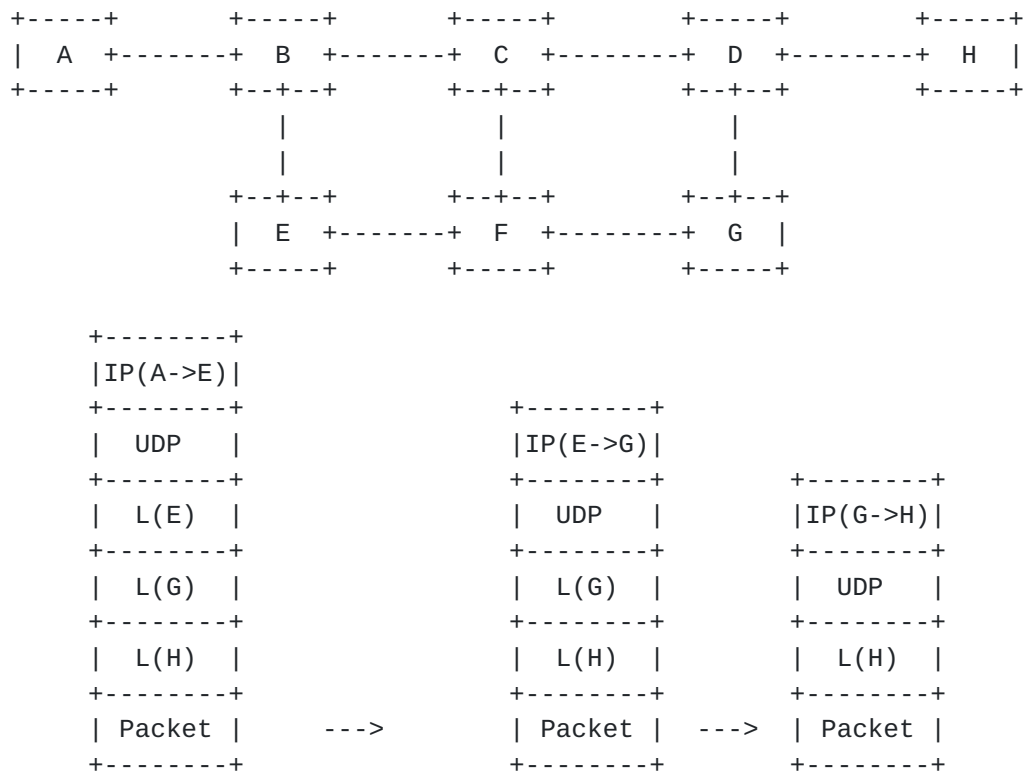 +-----+       +-----+       +-----+        +-----+        +-----+
|  A  +-------+  B  +-------+  C  +--------+  D  +--------+  H  |
+-----+       +--+--+       +--+--+        +--+--+        +-----+
                 |             |              |
                 |             |              |
              +--+--+       +--+--+        +--+--+
              |  E  +-------+  F  +--------+  G  |
              +-----+       +-----+        +-----+

     +--------+
     |IP(A->E)|
     +--------+                 +--------+
     |  UDP   |                 |IP(E->G)|
     +--------+                 +--------+        +--------+
     |  L(E)  |                 |  UDP   |        |IP(G->H)|
     +--------+                 +--------+        +--------+
     |  L(G)  |                 |  L(G)  |        |  UDP   |
     +--------+                 +--------+        +--------+
     |  L(H)  |                 |  L(H)  |        |  L(H)  |
     +--------+                 +--------+        +--------+
     | Packet |     --->        | Packet |  --->  | Packet |
     +--------+                 +--------+        +--------+